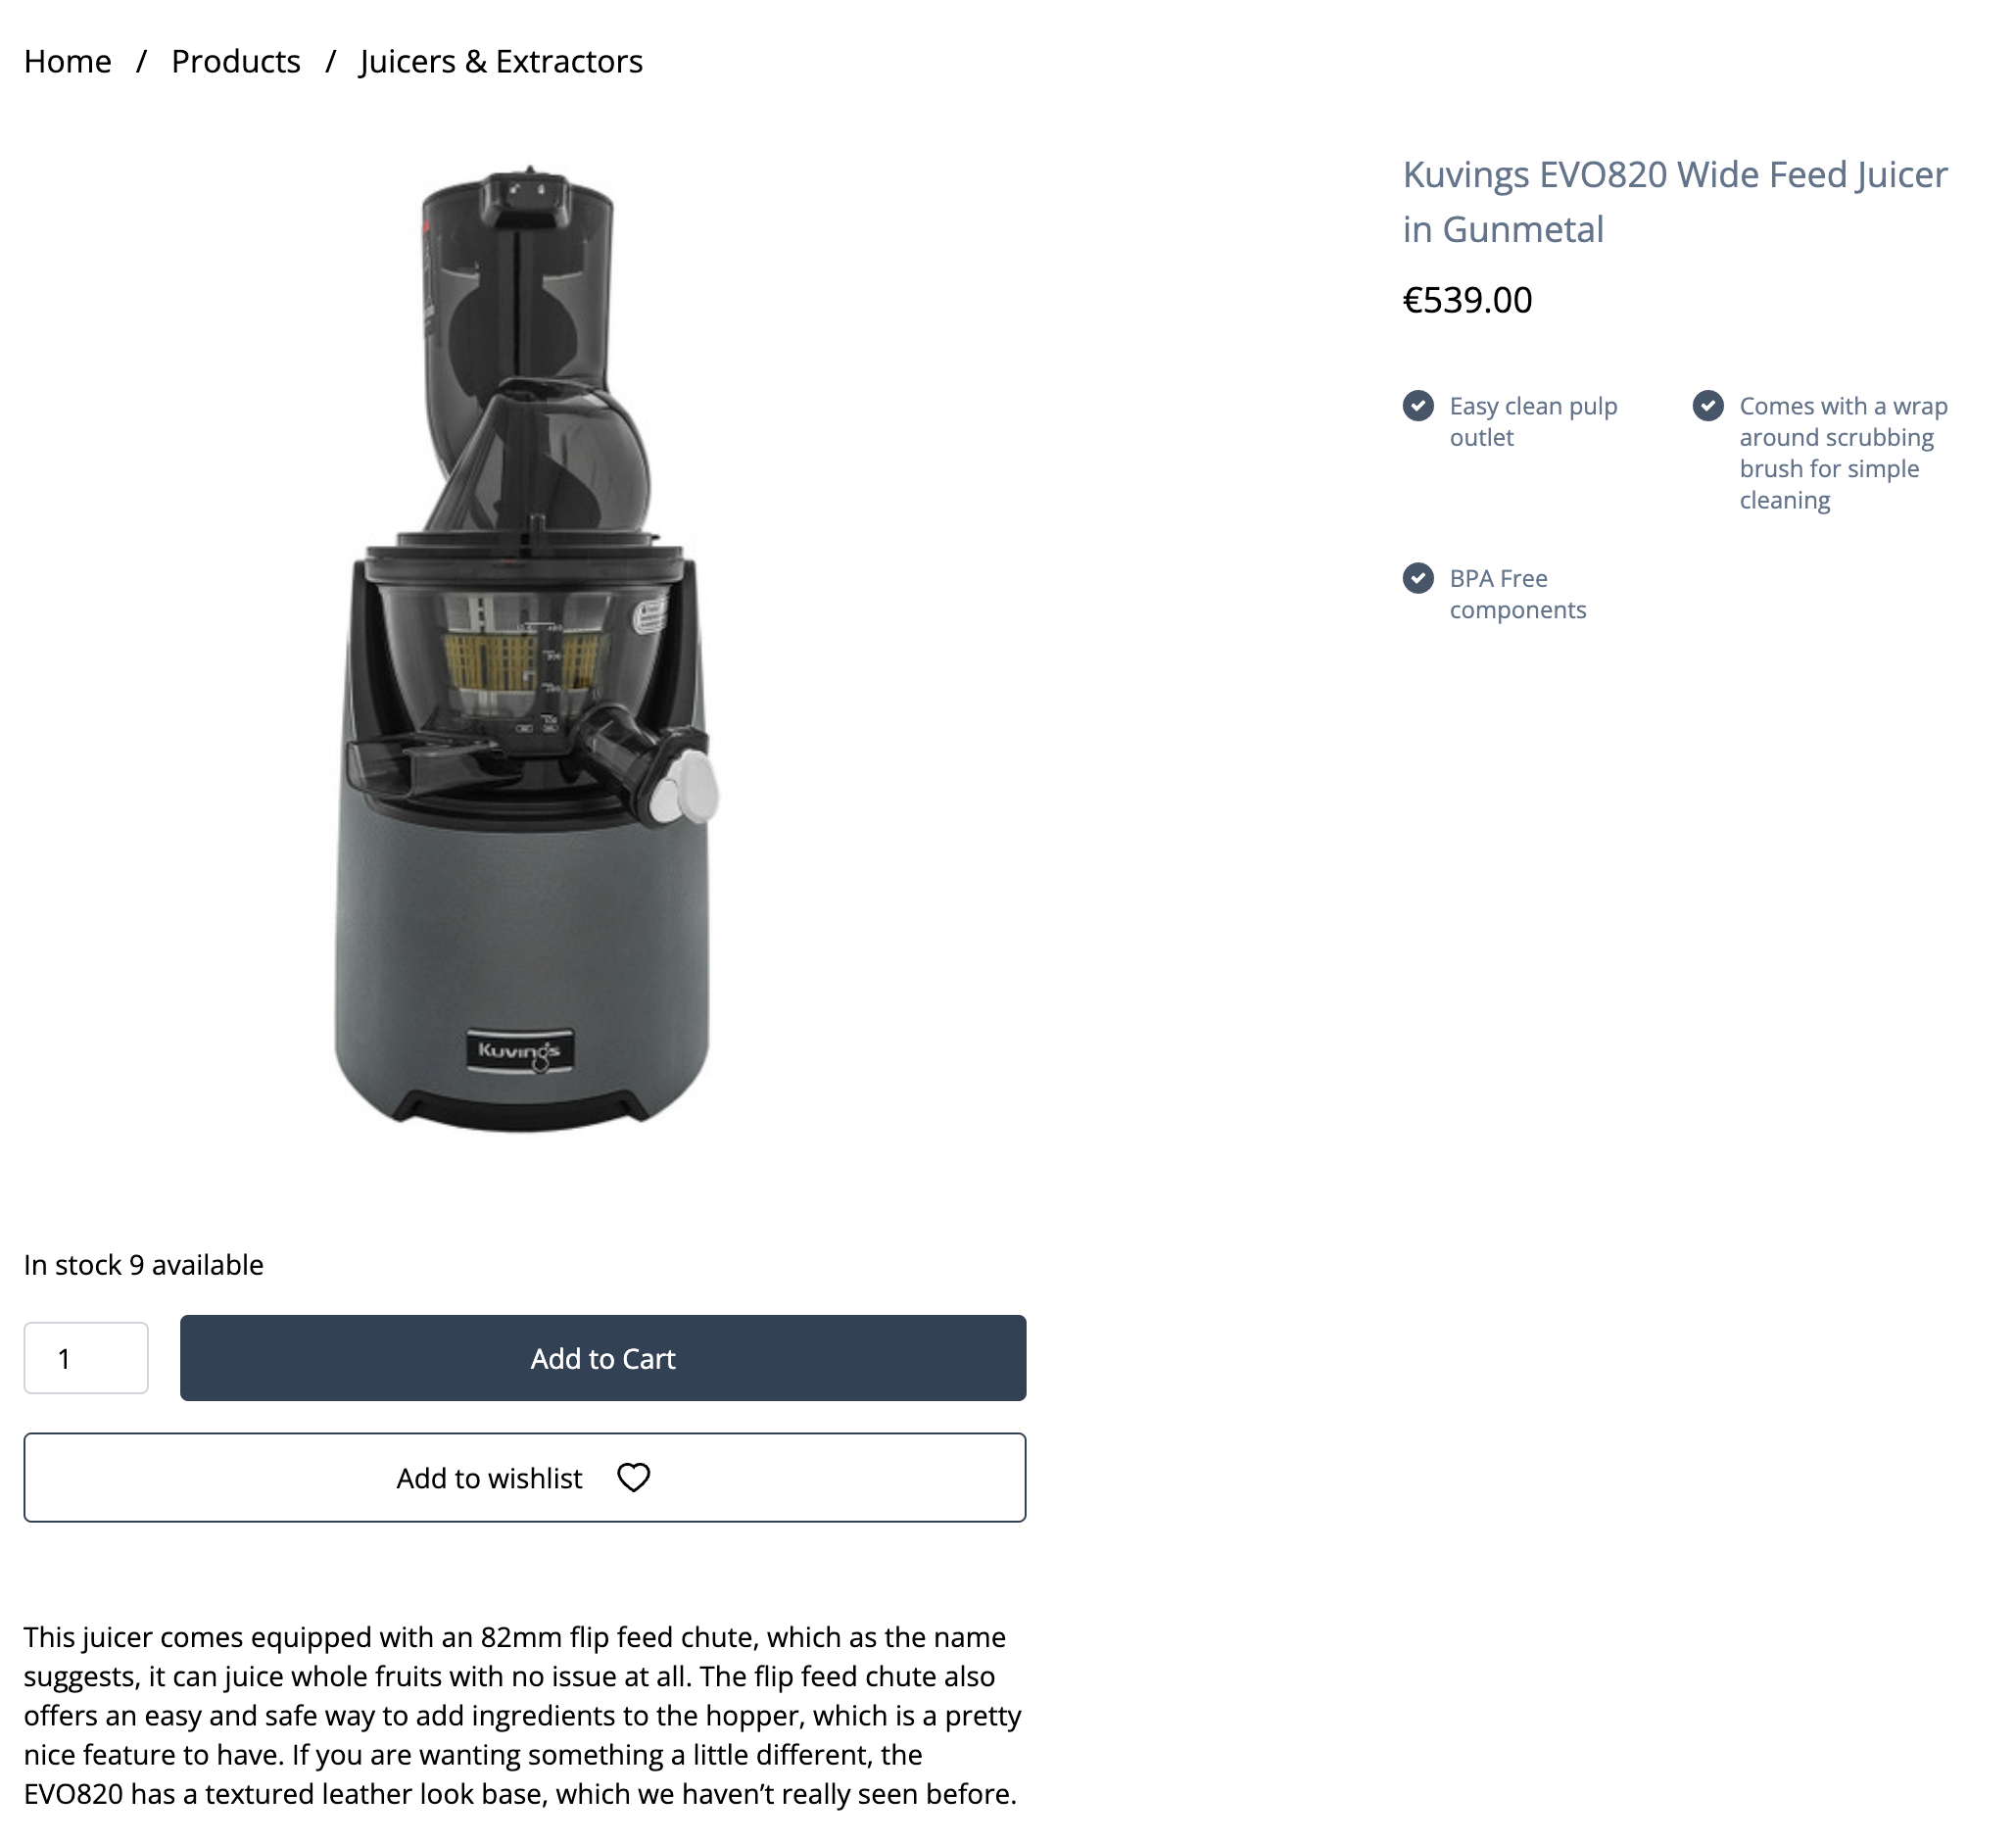 Home / Products / Juicers & Extractors
Kuvings EVO820 Wide Feed Juicer
in Gunmetal
€539.00
Easy clean pulp
outlet
Comes with a wrap
around scrubbing
brush for simple
cleaning
BPA Free
components
Kuvings
In stock 9 available
1
Add to Cart
Add to wishlist
This juicer comes equipped with an 82mm flip feed chute, which as the name
suggests, it can juice whole fruits with no issue at all. The flip feed chute also
offers an easy and safe way to add ingredients to the hopper, which is a pretty
nice feature to have. If you are wanting something a little different, the
EVO820 has a textured leather look base, which we haven’t really seen before.